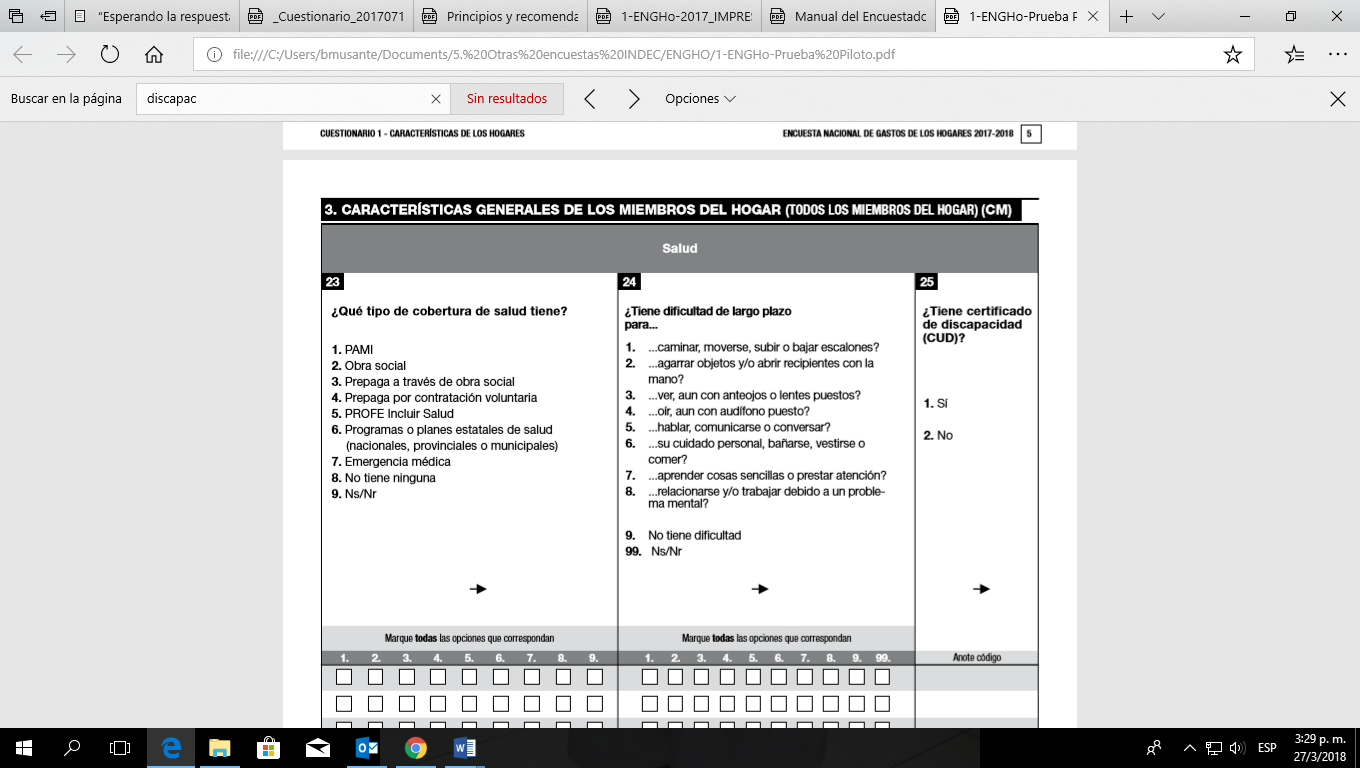 "Esperando la respuesta
_Cuestionario_2017071
Principios y recomenda
1-ENGHo-2017_IMPRE
Manual del Encuestado
1-ENGHo-Prueba P
file:///C:/Users/bmusante/Documents/5.%20Otras%20encuestas%20INDEC/ENGHO/1-ENGHo-Prueba%20Piloto.pdf
Buscar en la página
discapac
Sin resultados
Opciones
CUESTIONARIO 1 - CARACTERÍSTICAS DE LOS HOGARES
ENCUESTA NACIONAL DE GASTOS DE LOS HOGARES 2017-2018 5
3. CARACTERÍSTICAS GENERALES DE LOS MIEMBROS DEL HOGAR (TODOS LOS MIEMBROS DEL HOGAR) (CM)
Salud
23
¿Qué tipo de cobertura de salud tiene?
1. PAMI
2. Obra social
3. Prepaga a través de obra social
4. Prepaga por contratación voluntaria
5. PROFE Incluir Salud
6. Programas o planes estatales de salud
(nacionales, provinciales o municipales)
7. Emergencia médica
8. No tiene ninguna
9. Ns/Nr
Marque todas las opciones que correspondan
1. 2. 3. 4. 5. 6. 7. 8. 9.
24
¿Tiene dificultad de largo plazo
para...
1. ...caminar, moverse, subir o bajar escalones?
2. ...agarrar objetos y/o abrir recipientes con la
mano?
3. ...ver, aun con anteojos o lentes puestos?
4. ...oír, aun con audífono puesto?
5. ...hablar, comunicarse o conversar?
6. ...su cuidado personal, bañarse, vestirse o
comer?
7. ...aprender cosas sencillas o prestar atención?
8. ...relacionarse y/o trabajar debido a un proble-
ma mental?
9. No tiene dificultad
99. Ns/Nr
Marque todas las opciones que correspondan
1. 2. 3. 4. 5. 6. 7. 8. 9. 99.
25
¿Tiene certificado
de discapacidad
(CUD)?
1. Sí
2. No
Anote código
ESP
3:29 p. m.
27/3/2018